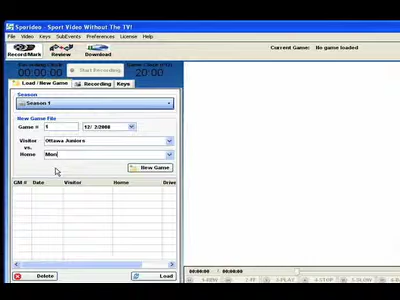 Sporideo - Sport Video Without The TV!
File Video Keys SubEvents Preferences License Help
Record/Mark Review Download
Current Game: No game loaded
Recording Clock
00:00:00 Start Recording 20:00
Load / New Game Recording Keys
Season
Season 1
New Game File
Game # 1 12/ 2/2008
Visitor Ottawa Juniors
vs.
Home Mon
New Game
GM # Date Visitor Home Drive
Delete Load
00:00:00 / 00:00:00